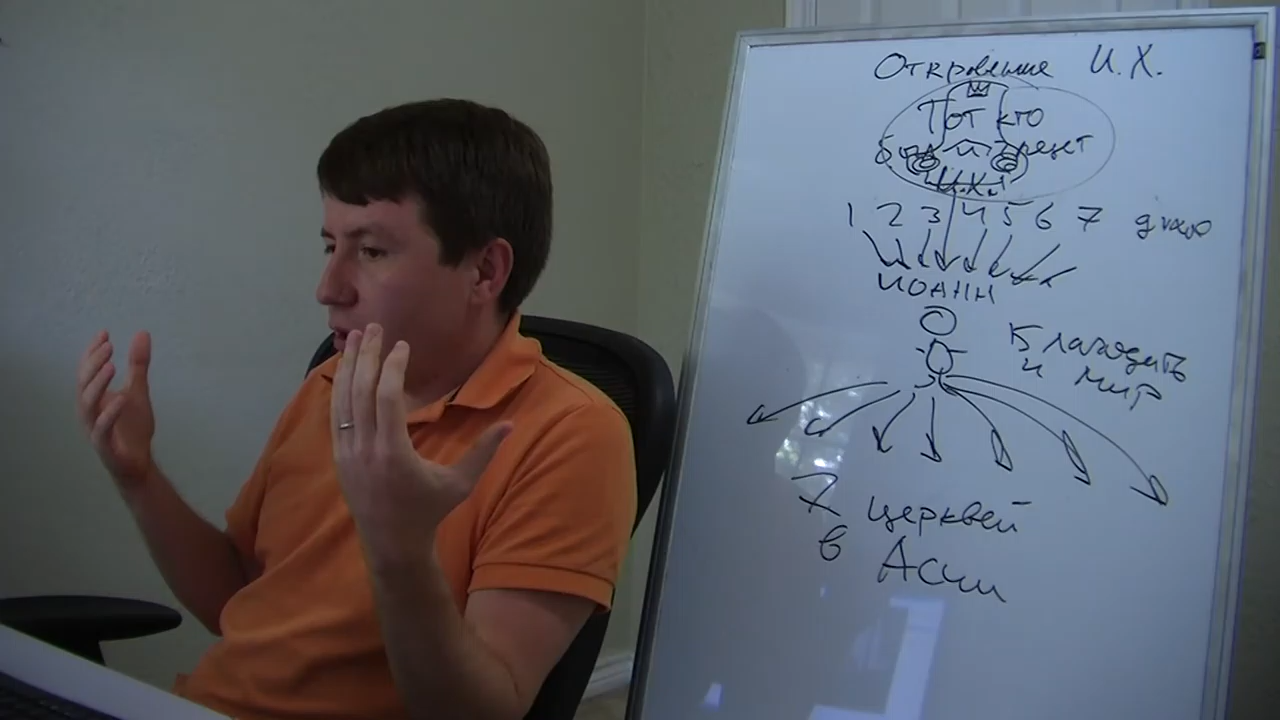 Откровение И.Х.
Тот кто
был и грядет
И.Х.
1 2 3 4 5 6 7 духов
ИОАНН
Благодать
и мир
7 церквей
в Асии